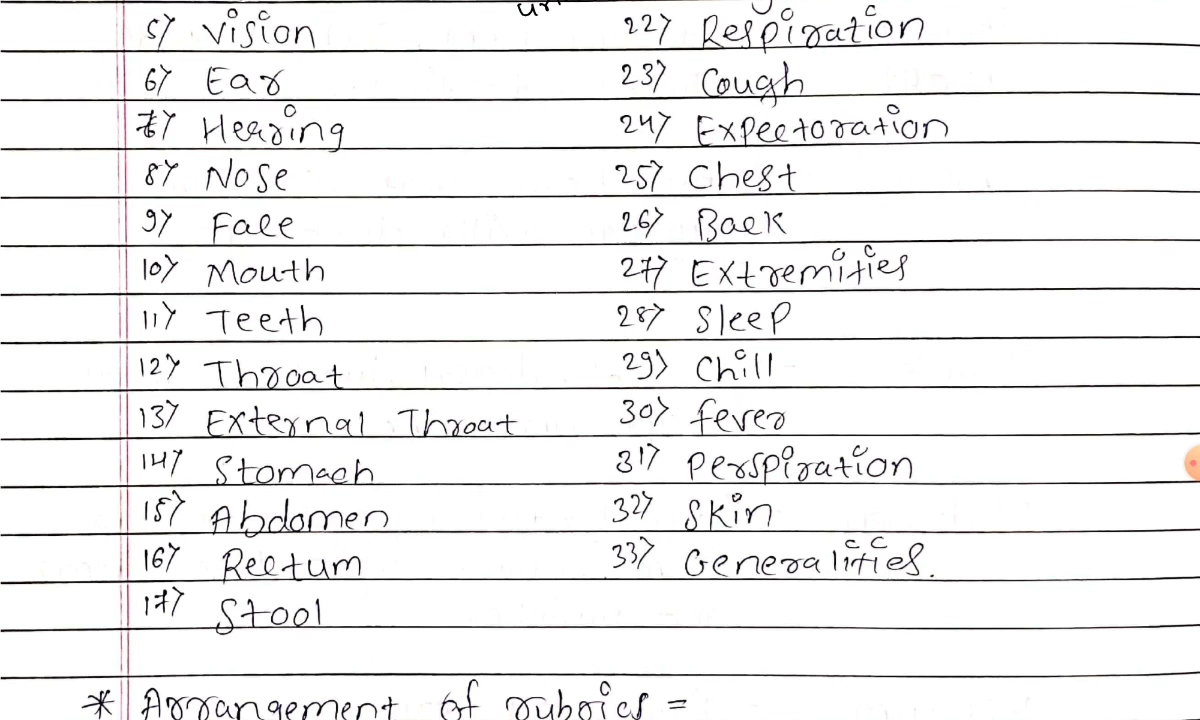 5) Vision 22) Respiration
6) Ear 23) Cough
7) Hearing 24) Expectoration
8) Nose 25) Chest
9) Face 26) Back
10) Mouth 27) Extremities
11) Teeth 28) Sleep
12) Throat 29) Chill
13) External Throat 30) fever
14) Stomach 31) Perspiration
15) Abdomen 32) Skin
16) Rectum 33) Generalities.
17) Stool
* Arrangement of rubrics =